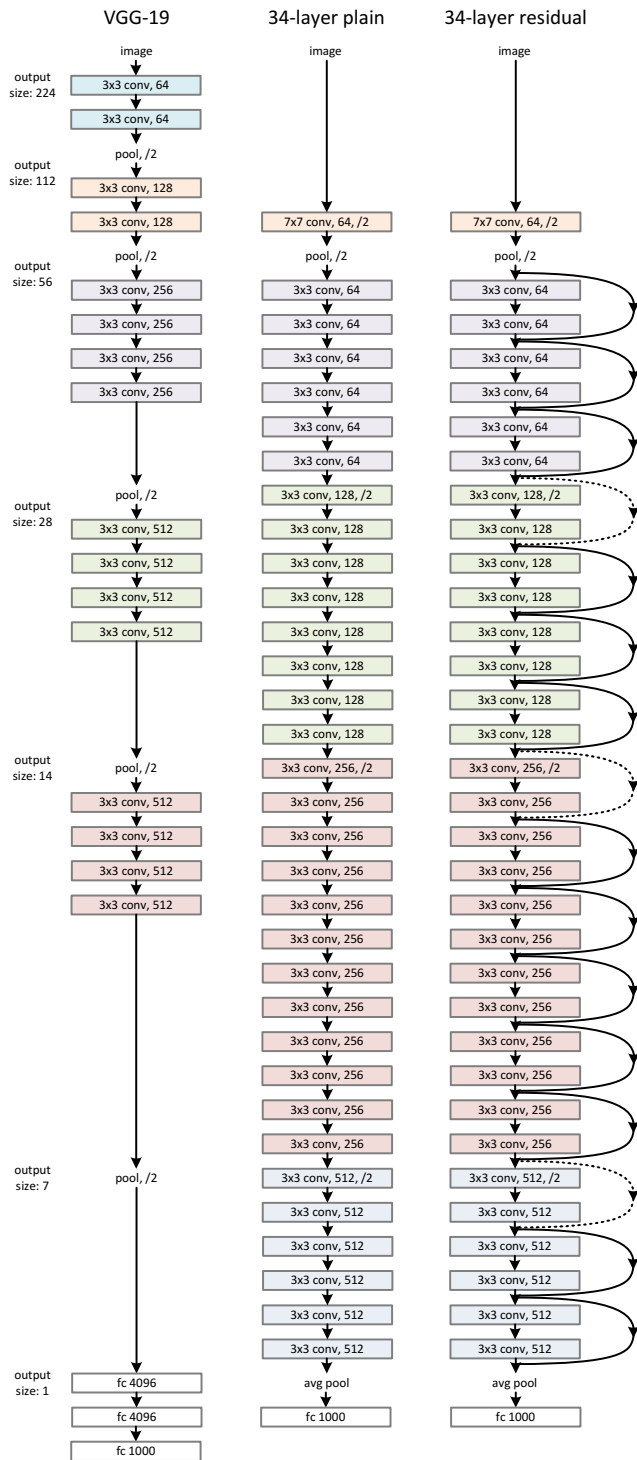 VGG-19
34-layer plain
34-layer residual
output
size: 224
output
size: 112
output
size: 56
output
size: 28
output
size: 14
output
size: 7
output
size: 1
image
3x3 conv, 64
3x3 conv, 64
pool, /2
3x3 conv, 128
3x3 conv, 128
pool, /2
3x3 conv, 256
3x3 conv, 256
3x3 conv, 256
3x3 conv, 256
pool, /2
3x3 conv, 512
3x3 conv, 512
3x3 conv, 512
3x3 conv, 512
pool, /2
3x3 conv, 512
3x3 conv, 512
3x3 conv, 512
3x3 conv, 512
pool, /2
fc 4096
fc 4096
fc 1000
image
7x7 conv, 64, /2
pool, /2
3x3 conv, 64
3x3 conv, 64
3x3 conv, 64
3x3 conv, 64
3x3 conv, 64
3x3 conv, 64
3x3 conv, 128, /2
3x3 conv, 128
3x3 conv, 128
3x3 conv, 128
3x3 conv, 128
3x3 conv, 128
3x3 conv, 128
3x3 conv, 128
3x3 conv, 256, /2
3x3 conv, 256
3x3 conv, 256
3x3 conv, 256
3x3 conv, 256
3x3 conv, 256
3x3 conv, 256
3x3 conv, 256
3x3 conv, 256
3x3 conv, 256
3x3 conv, 256
3x3 conv, 256
3x3 conv, 512, /2
3x3 conv, 512
3x3 conv, 512
3x3 conv, 512
3x3 conv, 512
3x3 conv, 512
avg pool
fc 1000
image
7x7 conv, 64, /2
pool, /2
3x3 conv, 64
3x3 conv, 64
3x3 conv, 64
3x3 conv, 64
3x3 conv, 64
3x3 conv, 64
3x3 conv, 128, /2
3x3 conv, 128
3x3 conv, 128
3x3 conv, 128
3x3 conv, 128
3x3 conv, 128
3x3 conv, 128
3x3 conv, 128
3x3 conv, 256, /2
3x3 conv, 256
3x3 conv, 256
3x3 conv, 256
3x3 conv, 256
3x3 conv, 256
3x3 conv, 256
3x3 conv, 256
3x3 conv, 256
3x3 conv, 256
3x3 conv, 256
3x3 conv, 256
3x3 conv, 512, /2
3x3 conv, 512
3x3 conv, 512
3x3 conv, 512
3x3 conv, 512
3x3 conv, 512
avg pool
fc 1000